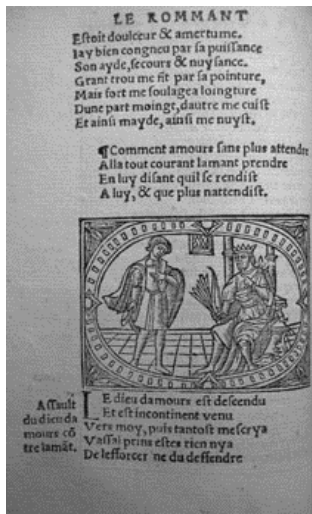 LE ROMMANT
Estoit doulceur & amertume.
Iay bien congneu par sa puissance
Son ayde, secours & nuysance.
Grant trou me fit par sa pointure,
Mais fort me soulagea loingture
Dune part moingt, dautre me cuist
Et ainsi mayde, ainsi me nuyst.
¶Comment amours sans plus attendre
Alla tout courant lamant prendre
En luy disant quil se rendist
A luy, & que plus nattendist.
Assault
du dieu da
mours cõ
tre lamãt.
LE dieu damours est descendu
Et est incontinent venu
Vers moy, puis tantost mescrya
Vassal prins estes rien nya
De lefforcer ne du deffendre